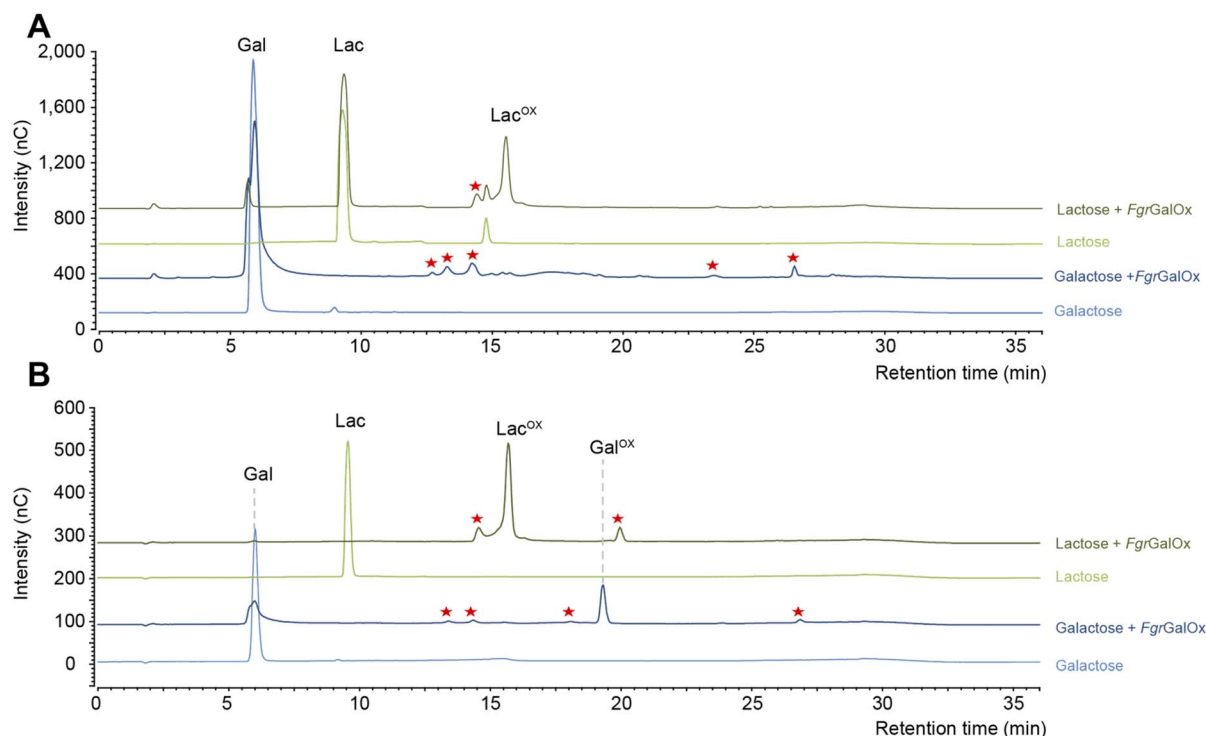 A
Gal
Lac
Lac^OX
2,000
1,600
1,200
800
400
0
Intensity (nC)
Lactose + FgrGalOx
Lactose
Galactose +FgrGalOx
Galactose
0 5 10 15 20 25 30 35
Retention time (min)
B
Gal
Lac
Lac^OX
Gal^OX
600
500
400
300
200
100
0
Intensity (nC)
Lactose + FgrGalOx
Lactose
Galactose + FgrGalOx
Galactose
0 5 10 15 20 25 30 35
Retention time (min)